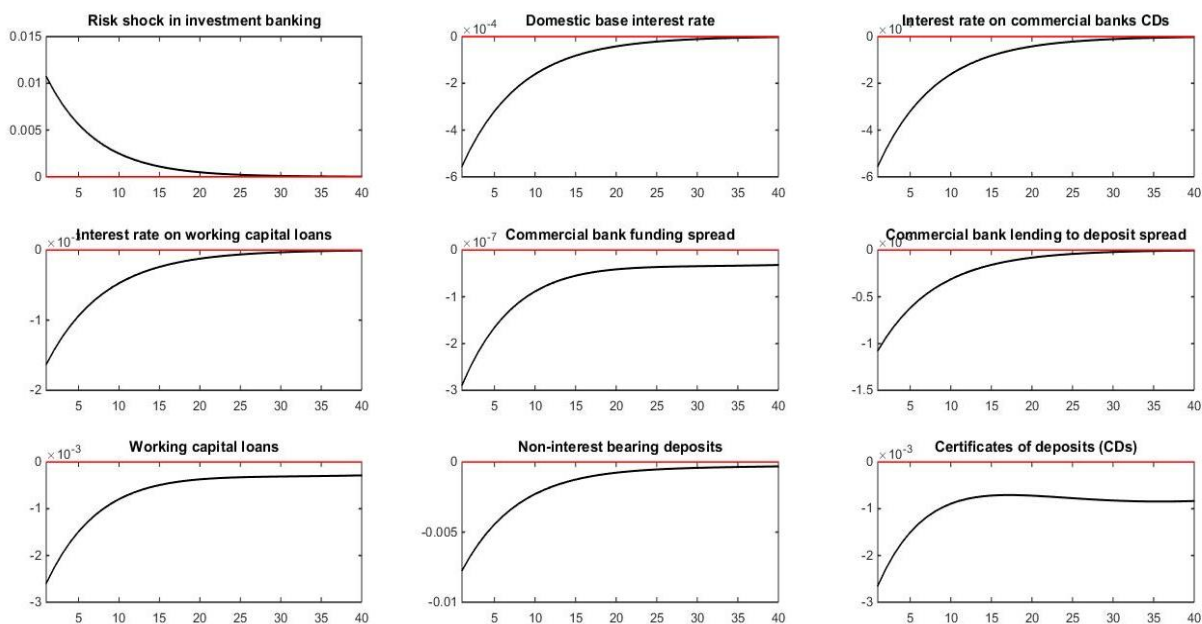 Risk shock in investment banking
0.015
0.01
0.005
0
5 10 15 20 25 30 35 40
Domestic base interest rate
×10-4
0
-2
-4
-6
5 10 15 20 25 30 35 40
Interest rate on commercial banks CDs
×10
0
-2
-4
-6
5 10 15 20 25 30 35 40
Interest rate on working capital loans
×10
0
-1
-2
5 10 15 20 25 30 35 40
Commercial bank funding spread
×10-7
0
-1
-2
-3
5 10 15 20 25 30 35 40
Commercial bank lending to deposit spread
×10
0
-0.5
-1
-1.5
5 10 15 20 25 30 35 40
Working capital loans
×10-3
0
-1
-2
-3
5 10 15 20 25 30 35 40
Non-interest bearing deposits
0
-0.005
-0.01
5 10 15 20 25 30 35 40
Certificates of deposits (CDs)
×10-3
0
-1
-2
-3
5 10 15 20 25 30 35 40